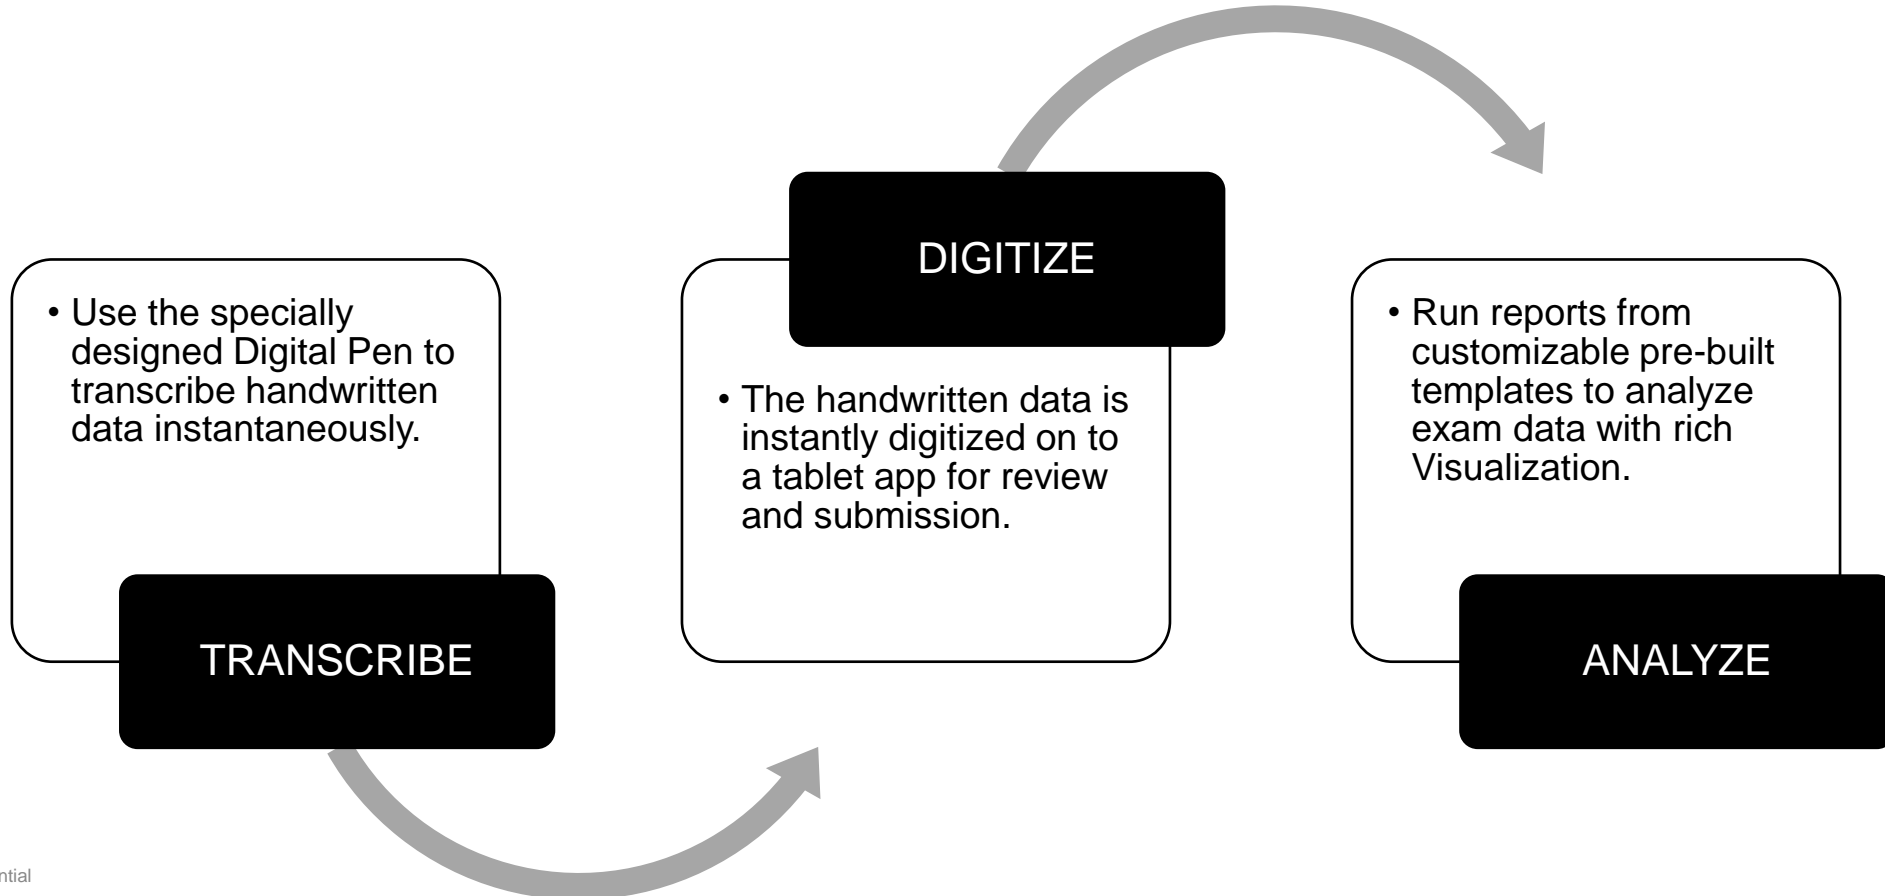 • Use the specially
designed Digital Pen to
transcribe handwritten
data instantaneously.
TRANSCRIBE
DIGITIZE
• The handwritten data is
instantly digitized on to
a tablet app for review
and submission.
• Run reports from
customizable pre-built
templates to analyze
exam data with rich
Visualization.
ANALYZE
ntial